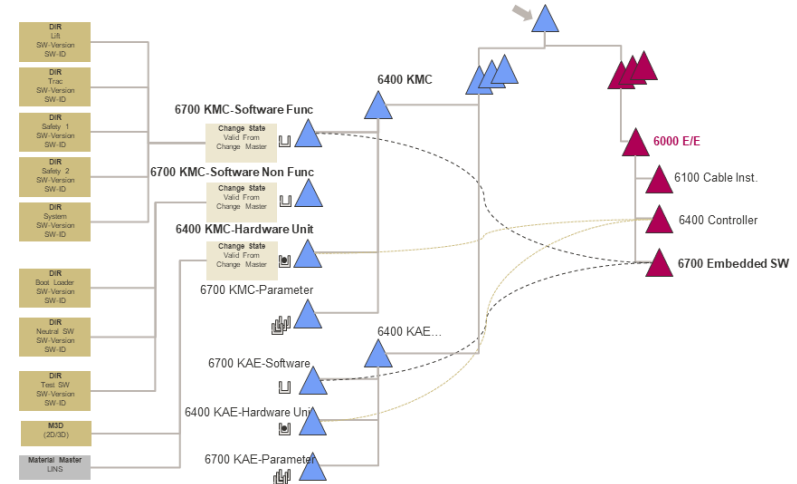 DIR
Lift
SW-Version
SW-ID
DIR
Trac
SW-Version
SW-ID
DIR
Safety 1
SW-Version
SW-ID
DIR
Safety 2
SW-Version
SW-ID
DIR
System
SW-Version
SW-ID
DIR
Boot Loader
SW-Version
SW-ID
DIR
Neutral SW
SW-Version
SW-ID
DIR
Test SW
SW-Version
SW-ID
M3D
(2D/3D)
Material Master
LINS
6700 KMC-Software Func
Change State
Valid From
Change Master
6700 KMC-Software Non Func
Change State
Valid From
Change Master
6400 KMC-Hardware Unit
Change State
Valid From
Change Master
6700 KMC-Parameter
6400 KMC
6400 KAE...
6700 KAE-Software
6400 KAE-Hardware Unit
6700 KAE-Parameter
6000 E/E
6100 Cable Inst.
6400 Controller
6700 Embedded SW